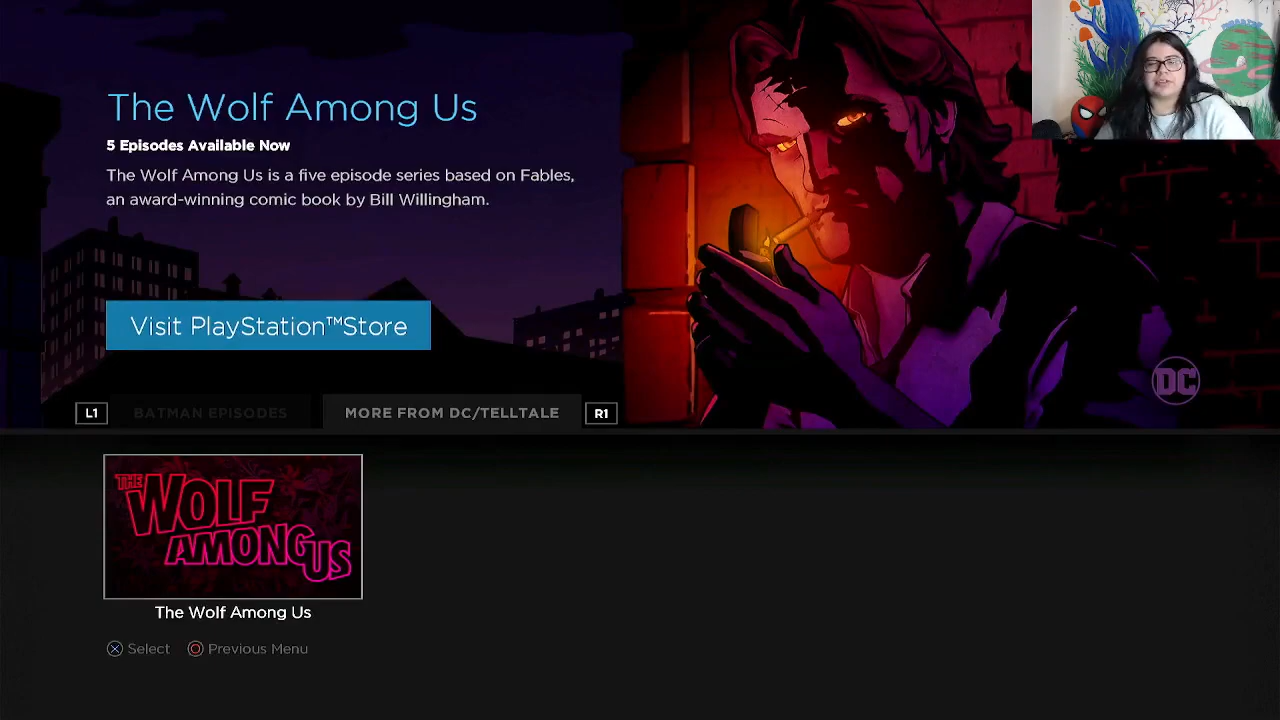 The Wolf Among Us
5 Episodes Available Now
The Wolf Among Us is a five episode series based on Fables,
an award-winning comic book by Bill Willingham.
Visit PlayStation™Store
L1
BATMAN EPISODES
MORE FROM DC/TELLTALE
R1
DC
THE
WOLF
AMONG US
The Wolf Among Us
Select
Previous Menu